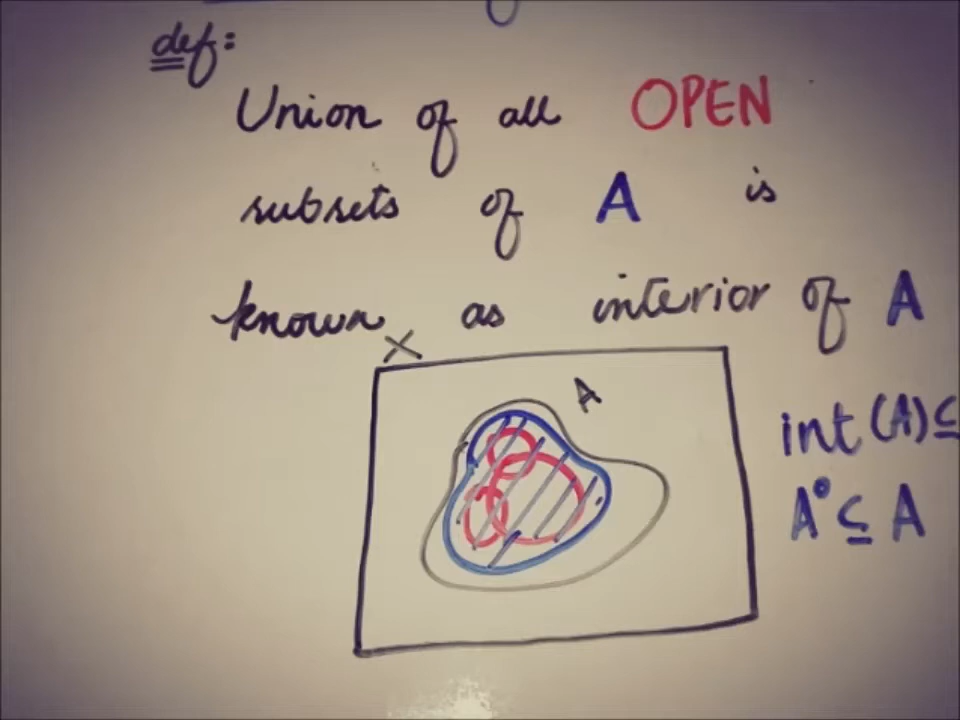 def:
Union of all OPEN
subsets of A is
known as interior of A
X
A
int(A)⊆
A° ⊆ A